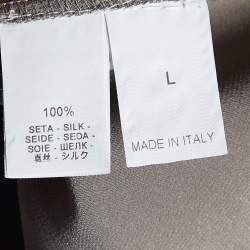 100%
SETA - SILK -
SEIDE - SEDA -
SOIE - ШЕЛК -
真丝 - シルク
L
MADE IN ITALY